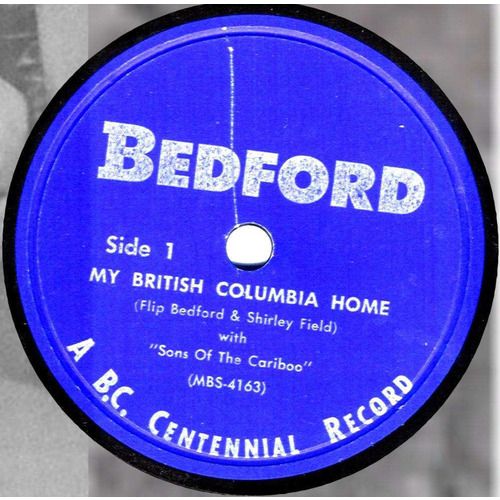 BEDFORD
Side 1
MY BRITISH COLUMBIA HOME
(Flip Bedford & Shirley Field)
with
"Sons Of The Cariboo"
(MBS-4163)
A B.C. CENTENNIAL RECORD